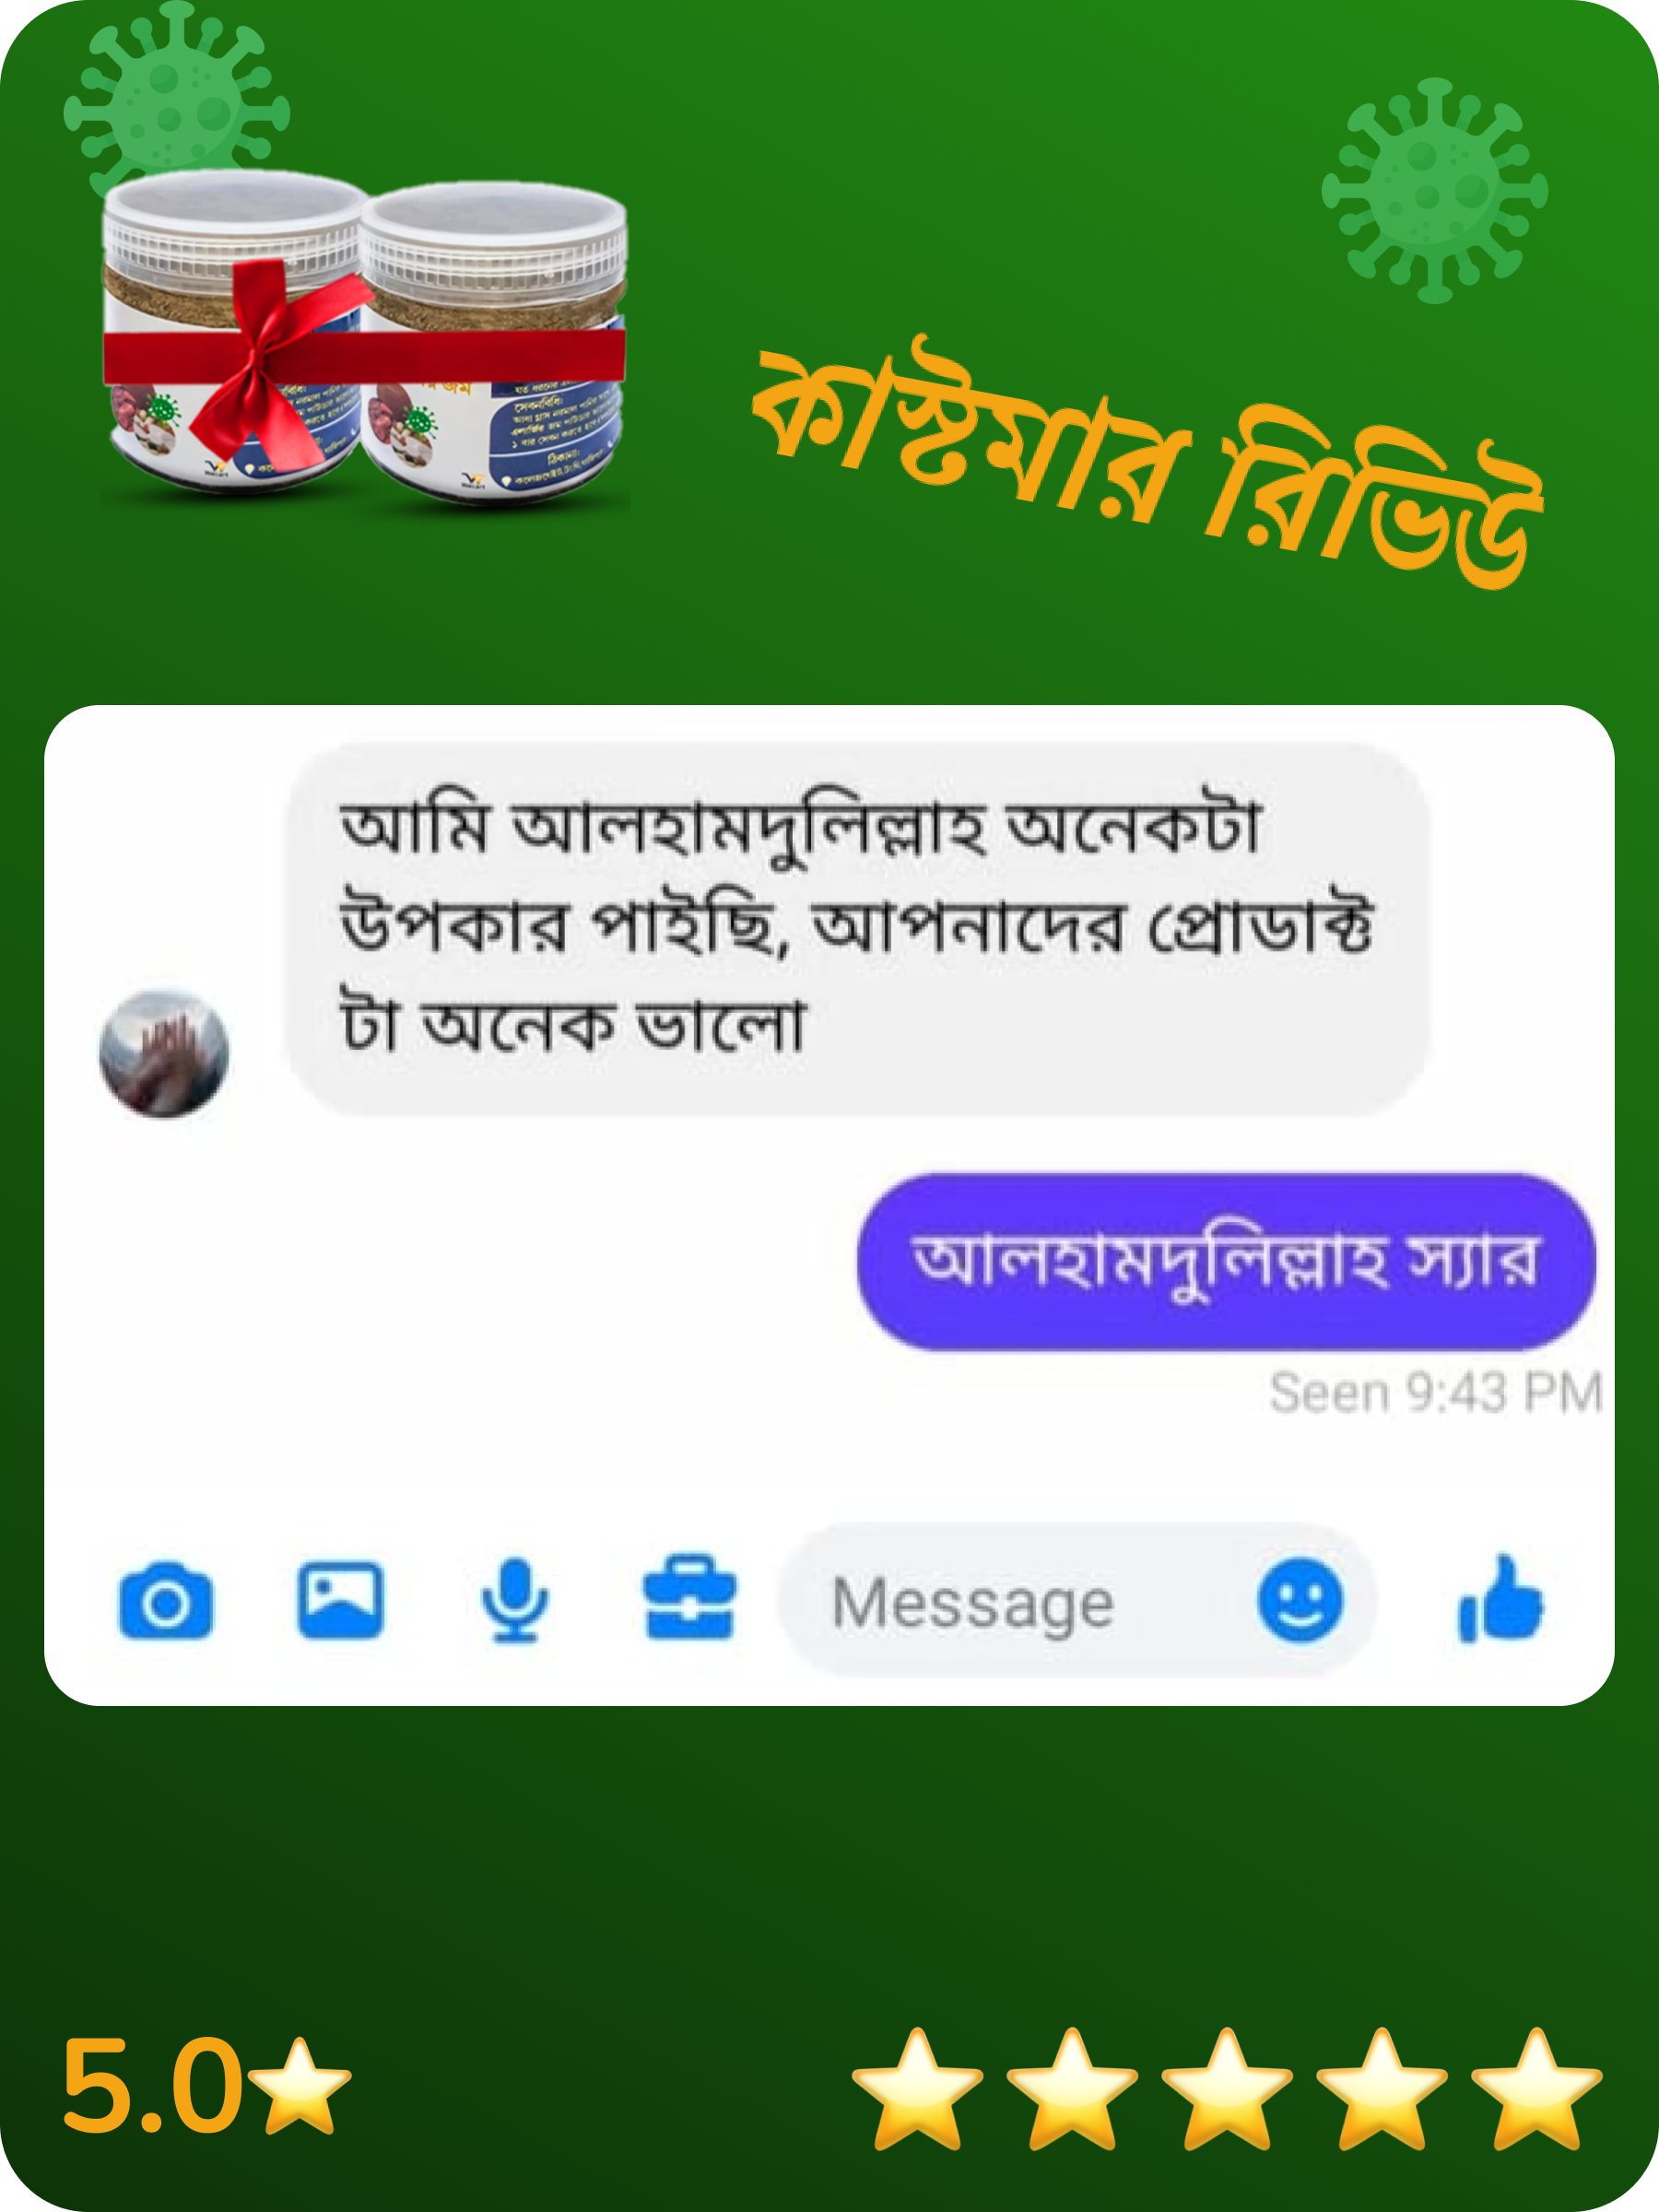 কাস্টমার রিভিউ
সেবনবিধি:
ঠিকানা:
আমি আলহামদুলিল্লাহ অনেকটা
উপকার পাইছি, আপনাদের প্রোডাক্ট
টা অনেক ভালো
আলহামদুলিল্লাহ স্যার
Seen 9:43 PM
Message
5.0